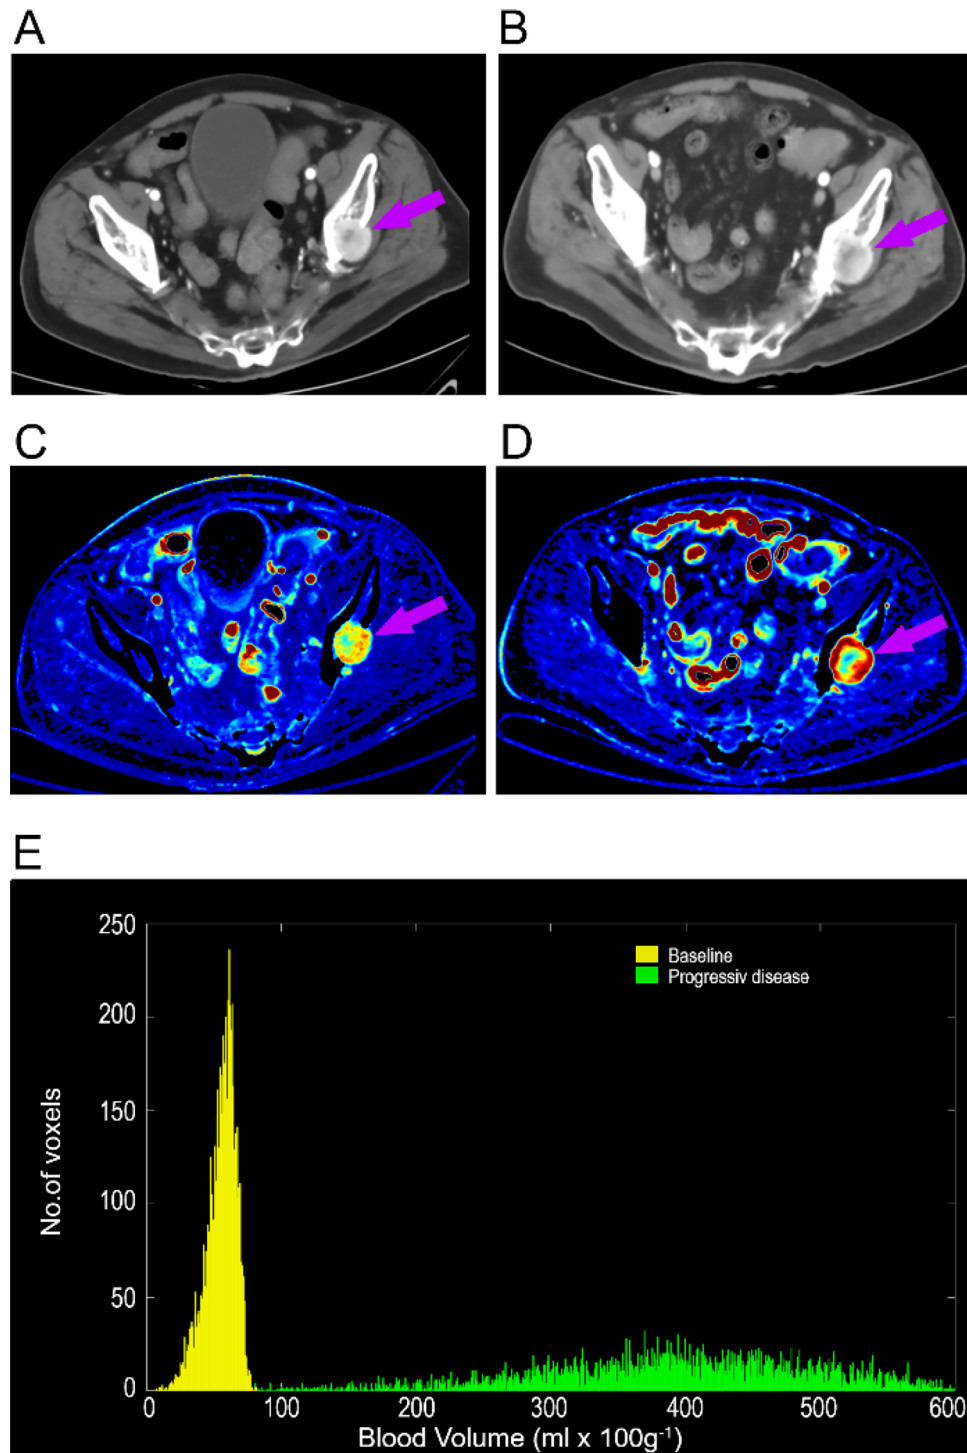 A
B
C
D
E
250
200
150
100
50
0
No.of voxels
Baseline
Progressiv disease
0
100
200
300
400
500
600
Blood Volume (ml x 100g⁻¹)